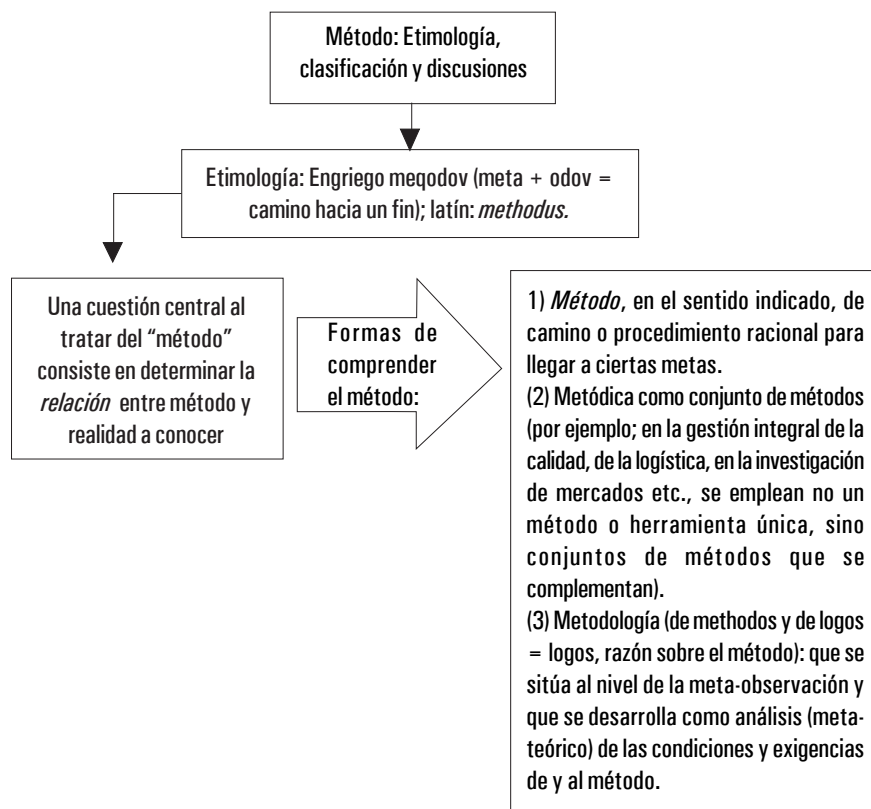 Método: Etimología,
clasificación y discusiones
Etimología: Engriego meqodov (meta + odov =
camino hacia un fin); latín: methodus.
Una cuestión central al
tratar del “método”
consiste en determinar la
relación entre método y
realidad a conocer
Formas de
comprender
el método:
1) Método, en el sentido indicado, de
camino o procedimiento racional para
llegar a ciertas metas.
(2) Metódica como conjunto de métodos
(por ejemplo; en la gestión integral de la
calidad, de la logística, en la investigación
de mercados etc., se emplean no un
método o herramienta única, sino
conjuntos de métodos que se
complementan).
(3) Metodología (de methodos y de logos
= logos, razón sobre el método): que se
sitúa al nivel de la meta-observación y
que se desarrolla como análisis (meta-
teórico) de las condiciones y exigencias
de y al método.